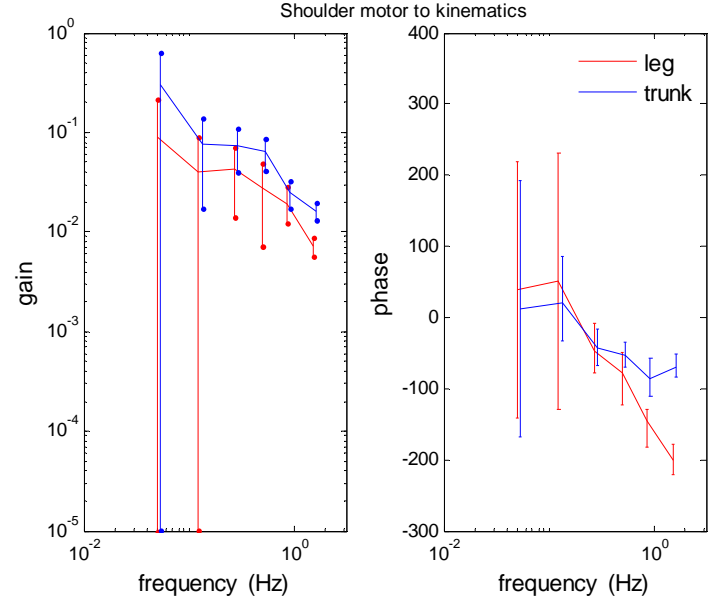 Shoulder motor to kinematics
gain
10^0
10^-1
10^-2
10^-3
10^-4
10^-5
10^-2
10^0
frequency (Hz)
phase
400
300
200
100
0
-100
-200
-300
10^-2
10^0
frequency (Hz)
leg
trunk